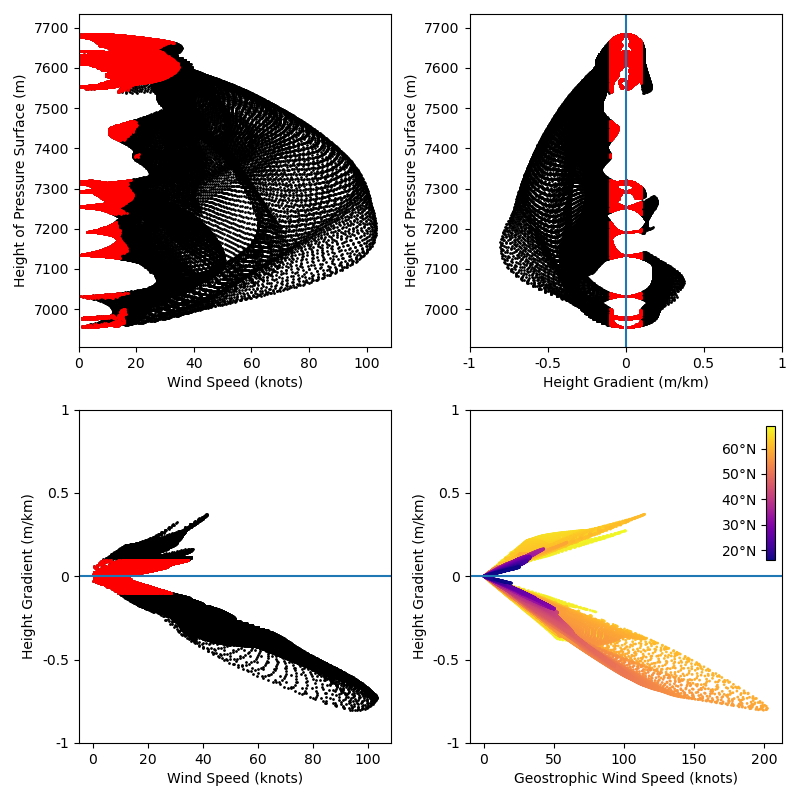 7700
7600
7500
7400
7300
7200
7100
7000
Height of Pressure Surface (m)
0 20 40 60 80 100
Wind Speed (knots)
7700
7600
7500
7400
7300
7200
7100
7000
Height of Pressure Surface (m)
-1 -0.5 0 0.5 1
Height Gradient (m/km)
1
0.5
0
-0.5
-1
Height Gradient (m/km)
0 20 40 60 80 100
Wind Speed (knots)
1
0.5
0
-0.5
-1
Height Gradient (m/km)
60°N
50°N
40°N
30°N
20°N
0 50 100 150 200
Geostrophic Wind Speed (knots)